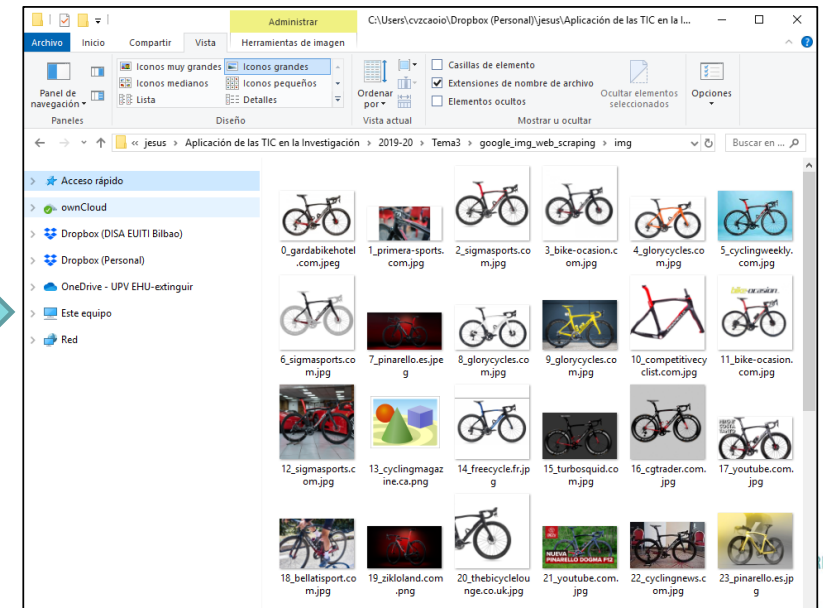 Administrar
C:\Users\cvzcaoio\Dropbox (Personal)\jesus\Aplicación de las TIC en la I...
Archivo Inicio Compartir Vista Herramientas de imagen
Iconos muy grandes Iconos grandes
Iconos medianos Iconos pequeños
Lista Detalles
Panel de navegación
Ordenar por
Casillas de elemento
Extensiones de nombre de archivo
Elementos ocultos
Ocultar elementos seleccionados
Opciones
Paneles Diseño Vista actual Mostrar u ocultar
« jesus > Aplicación de las TIC en la Investigación > 2019-20 > Tema3 > google_img_web_scraping > img
Buscar en ...
Acceso rápido
ownCloud
Dropbox (DISA EUITI Bilbao)
Dropbox (Personal)
OneDrive - UPV EHU-extinguir
Este equipo
Red
0_gardabikehotel.com.jpeg
1_primera-sports.com.jpg
2_sigmasports.com.jpg
3_bike-ocasion.com.jpg
4_glorycycles.com.jpg
5_cyclingweekly.com.jpg
bike-ocasion.
6_sigmasports.com.jpg
7_pinarello.es.jpeg
8_glorycycles.com.jpg
9_glorycycles.com.jpg
10_competitivecyclist.com.jpg
11_bike-ocasion.com.jpg
12_sigmasports.com.jpg
13_cyclingmagazine.ca.png
14_freecycle.fr.jpg
15_turbosquid.com.jpg
16_cgtrader.com.jpg
17_youtube.com.jpg
NUEVA
PINARELLO DOGMA F12
18_bellatisport.com.jpg
19_zikloland.com.png
20_thebicyclelounge.co.uk.jpg
21_youtube.com.jpg
22_cyclingnews.com.jpg
23_pinarello.es.jpg